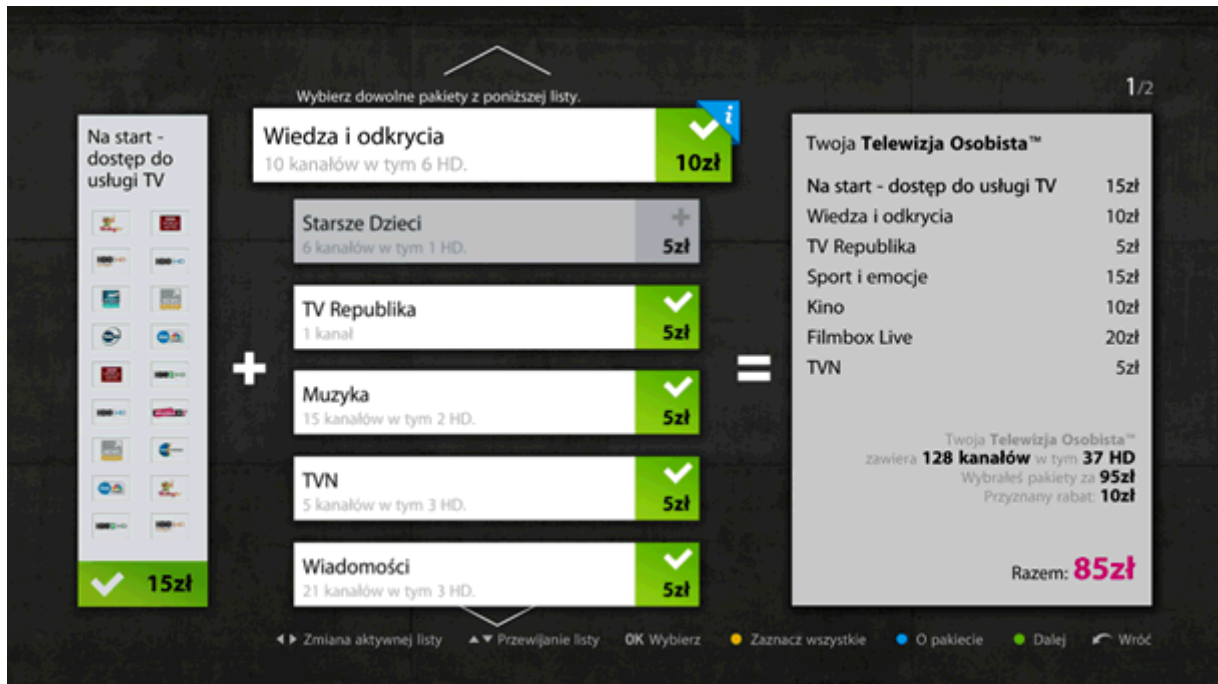 1/2
Wybierz dowolne pakiety z poniższej listy.
Na start -
dostęp do
usługi TV
15zł
Wiedza i odkrycia
10 kanałów w tym 6 HD.
10zł
i
Starsze Dzieci
6 kanałów w tym 1 HD.
5zł
TV Republika
1 kanał
5zł
Muzyka
15 kanałów w tym 2 HD.
5zł
TVN
5 kanałów w tym 3 HD.
5zł
Wiadomości
21 kanałów w tym 3 HD.
5zł
Twoja Telewizja Osobista™
Na start - dostęp do usługi TV 15zł
Wiedza i odkrycia 10zł
TV Republika 5zł
Sport i emocje 15zł
Kino 10zł
Filmbox Live 20zł
TVN 5zł
Twoja Telewizja Osobista™
zawiera 128 kanałów w tym 37 HD
Wybrałeś pakiety za 95zł
Przyznany rabat: 10zł
Razem: 85zł
Zmiana aktywnej listy Przewijanie listy OK Wybierz Zaznacz wszystkie O pakiecie Dalej Wróć